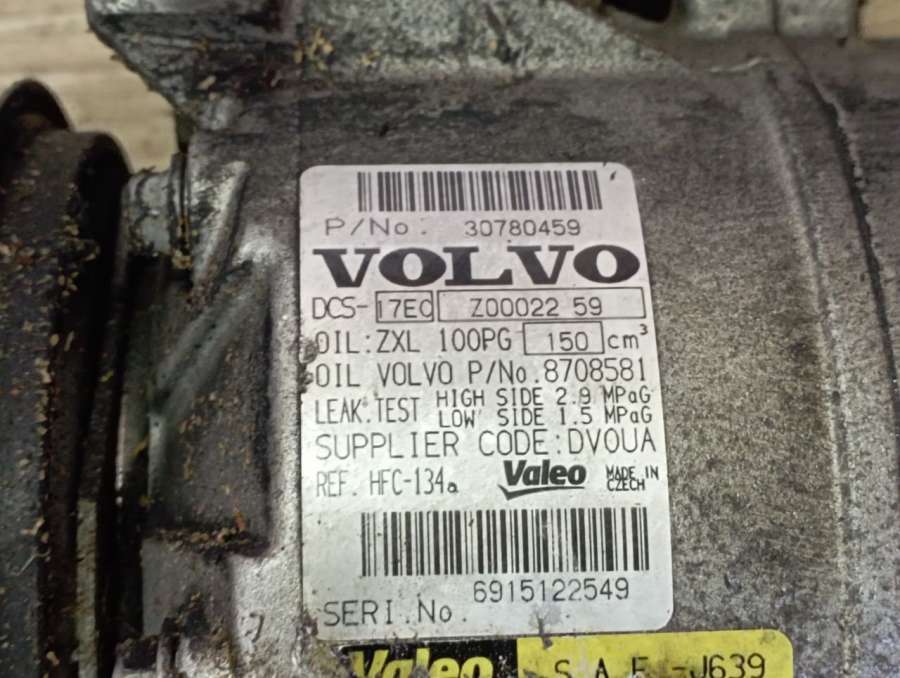 P/No: 30780459
VOLVO
DCS-17EC Z00022 59
OIL:ZXL 100PG 150 cm³
OIL VOLVO P/No.8708581
LEAK.TEST HIGH SIDE 2.9 MPaG
LOW SIDE 1.5 MPaG
SUPPLIER CODE:DVOUA
REF. HFC-134a Valeo MADE IN
CZECH
6915122549
SERI.No.
Valeo S A E -J639